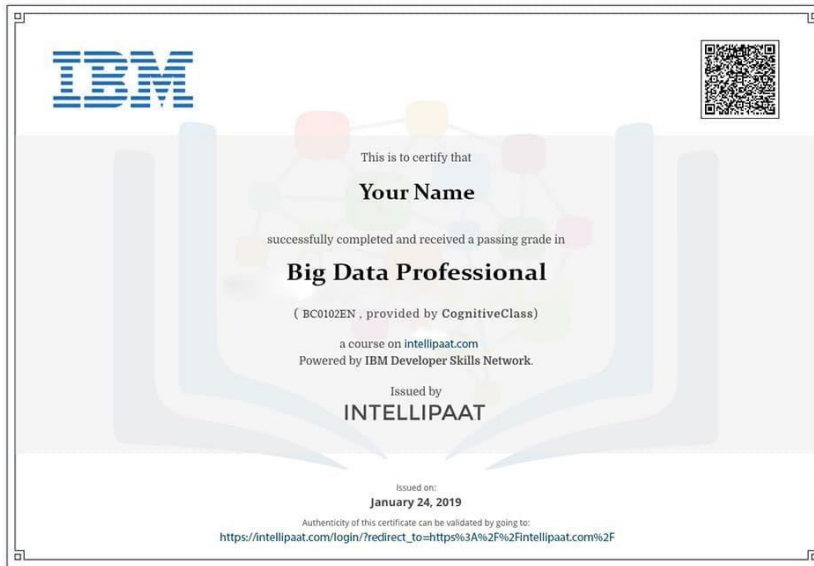 IBM
This is to certify that
Your Name
successfully completed and received a passing grade in
Big Data Professional
( BC0102EN , provided by CognitiveClass)
a course on intellipaat.com
Powered by IBM Developer Skills Network.
Issued by
INTELLIPAAT
Issued on:
January 24, 2019
Authenticity of this certificate can be validated by going to:
https://intellipaat.com/login/?redirect_to=https%3A%2F%2Fintellipaat.com%2F